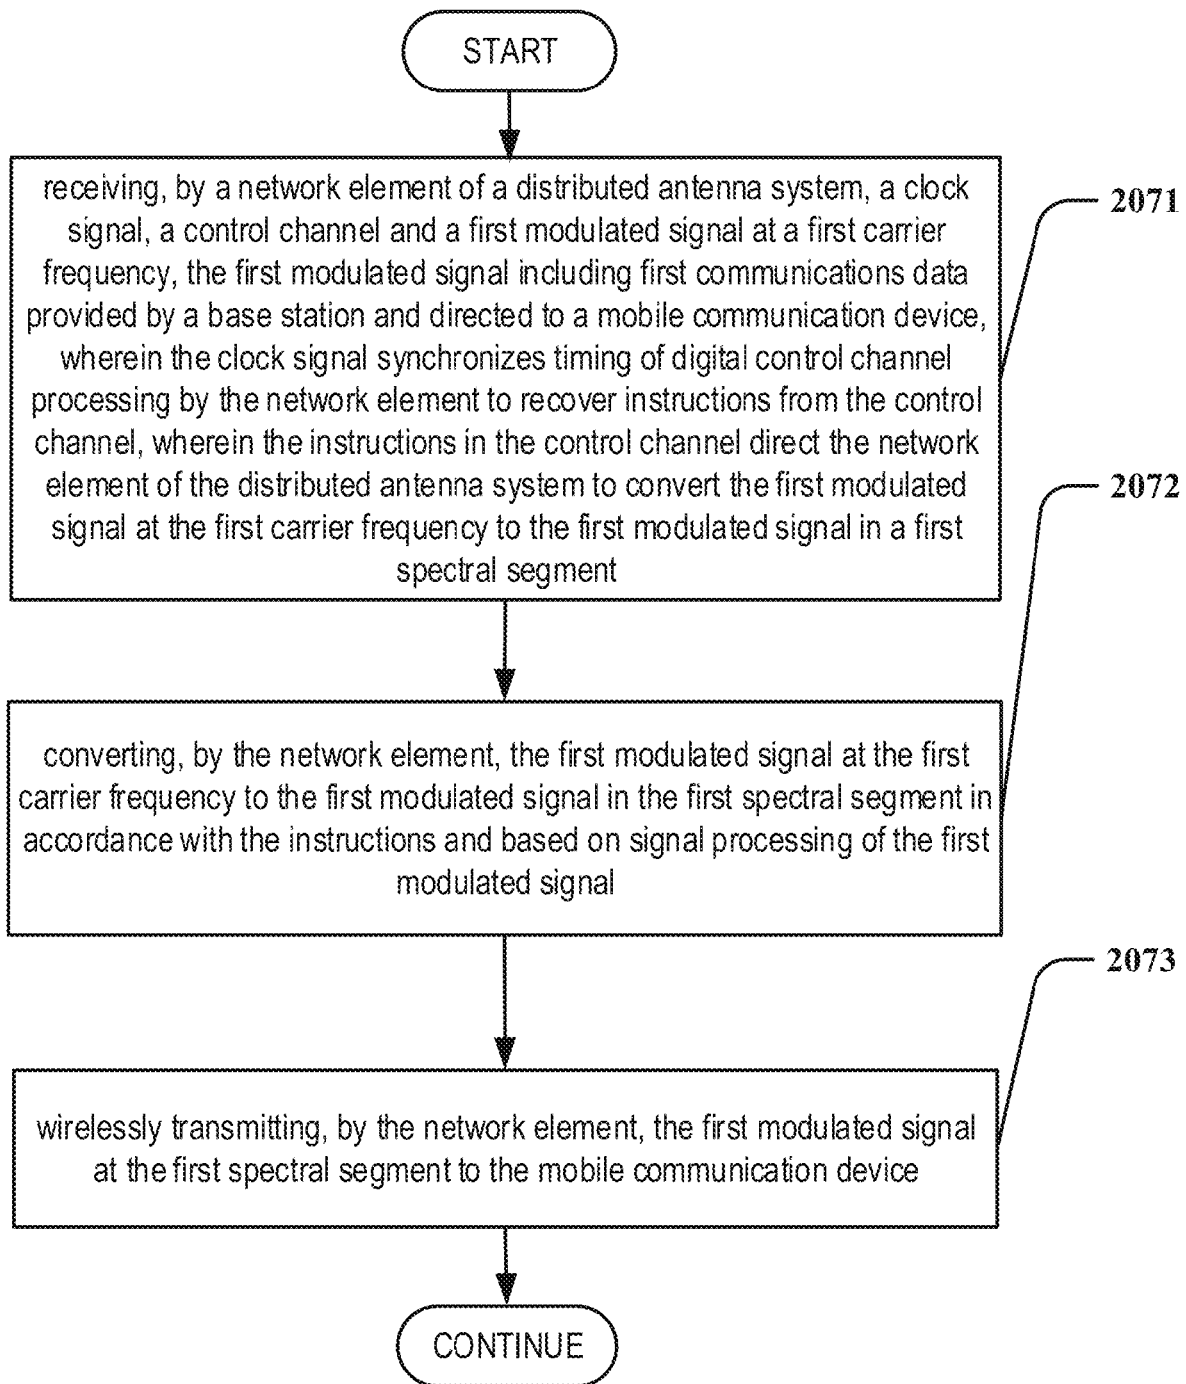 START
receiving, by a network element of a distributed antenna system, a clock
signal, a control channel and a first modulated signal at a first carrier
frequency, the first modulated signal including first communications data
provided by a base station and directed to a mobile communication device,
wherein the clock signal synchronizes timing of digital control channel
processing by the network element to recover instructions from the control
channel, wherein the instructions in the control channel direct the network
element of the distributed antenna system to convert the first modulated
signal at the first carrier frequency to the first modulated signal in a first
spectral segment
2071
converting, by the network element, the first modulated signal at the first
carrier frequency to the first modulated signal in the first spectral segment in
accordance with the instructions and based on signal processing of the first
modulated signal
2072
wirelessly transmitting, by the network element, the first modulated signal
at the first spectral segment to the mobile communication device
2073
CONTINUE